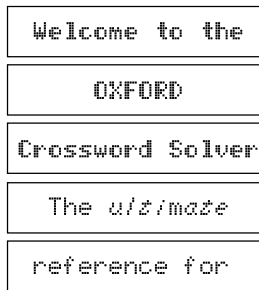 Welcome to the
OXFORD
Crossword Solver
The ultimate
reference for